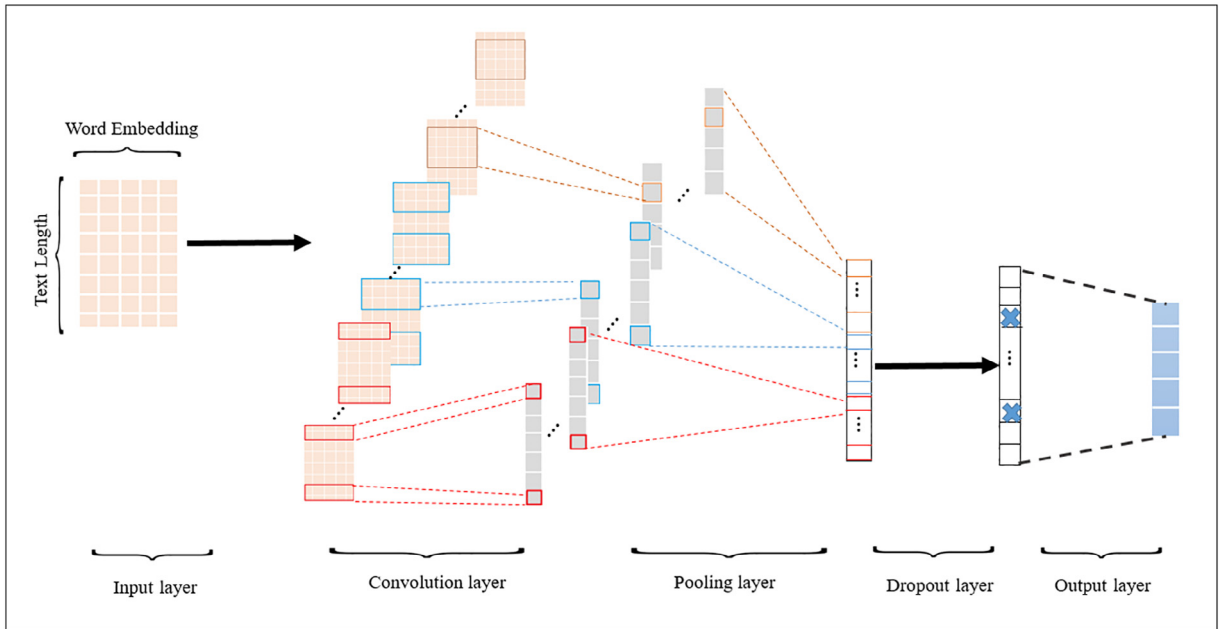 Word Embedding
Text Length
Input layer
Convolution layer
Pooling layer
Dropout layer
Output layer